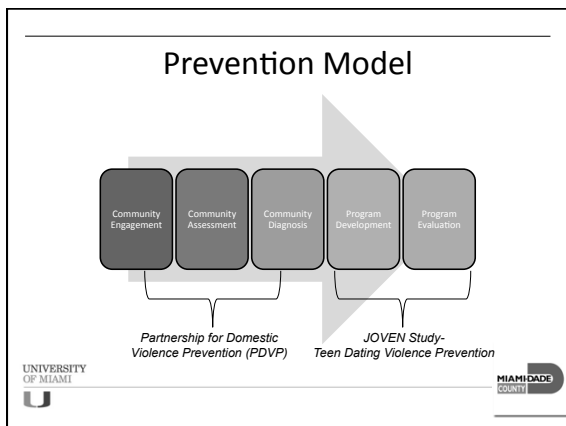 Prevention Model
Community
Engagement
Community
Assessment
Community
Diagnosis
Program
Development
Program
Evaluation
Partnership for Domestic
Violence Prevention (PDVP)
JOVEN Study-
Teen Dating Violence Prevention
UNIVERSITY
OF MIAMI
MIAMI-DADE
COUNTY